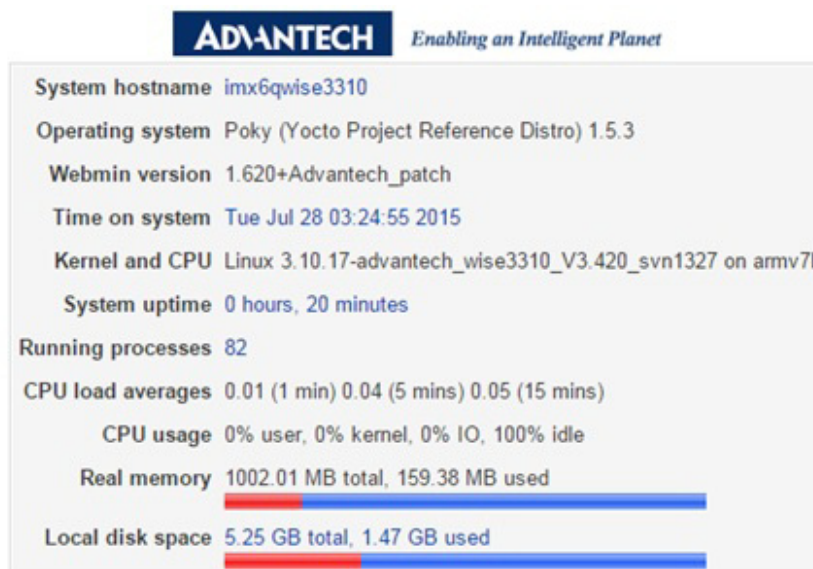 ADVANTECH Enabling an Intelligent Planet
System hostname imx6qwise3310
Operating system Poky (Yocto Project Reference Distro) 1.5.3
Webmin version 1.620+Advantech_patch
Time on system Tue Jul 28 03:24:55 2015
Kernel and CPU Linux 3.10.17-advantech_wise3310_V3.420_svn1327 on
System uptime 0 hours, 20 minutes
Running processes 82
CPU load averages 0.01 (1 min) 0.04 (5 mins) 0.05 (15 mins)
CPU usage 0% user, 0% kernel, 0% IO, 100% idle
Real memory 1002.01 MB total, 159.38 MB used
Local disk space 5.25 GB total, 1.47 GB used